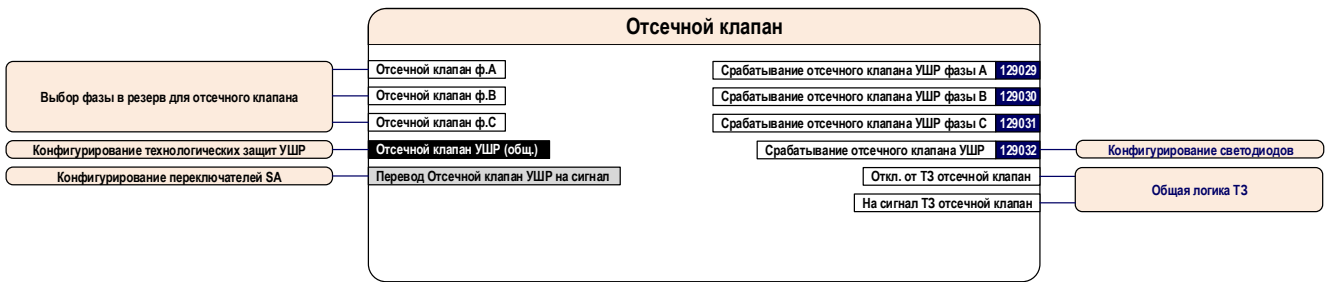 Отсечной клапан
Выбор фазы в резерв для отсечного клапана
Конфигурирование технологических защит УШР
Конфигурирование переключателей SA
Отсечной клапан ф.А
Отсечной клапан ф.В
Отсечной клапан ф.С
Отсечной клапан УШР (общ.)
Перевод Отсечной клапан УШР на сигнал
Срабатывание отсечного клапана УШР фазы А 129029
Срабатывание отсечного клапана УШР фазы В 129030
Срабатывание отсечного клапана УШР фазы С 129031
Срабатывание отсечного клапана УШР 129032
Откл. от ТЗ отсечной клапан
На сигнал ТЗ отсечной клапан
Конфигурирование светодиодов
Общая логика ТЗ